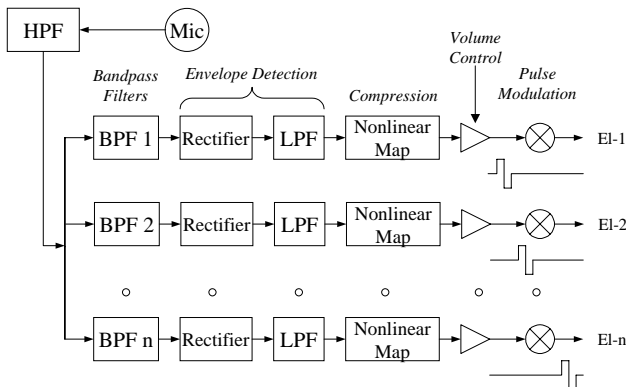 HPF
Mic
Volume
Control
Bandpass
Filters
Envelope Detection
Compression
Pulse
Modulation
BPF 1
Rectifier
LPF
Nonlinear
Map
El-1
BPF 2
Rectifier
LPF
Nonlinear
Map
El-2
BPF n
Rectifier
LPF
Nonlinear
Map
El-n